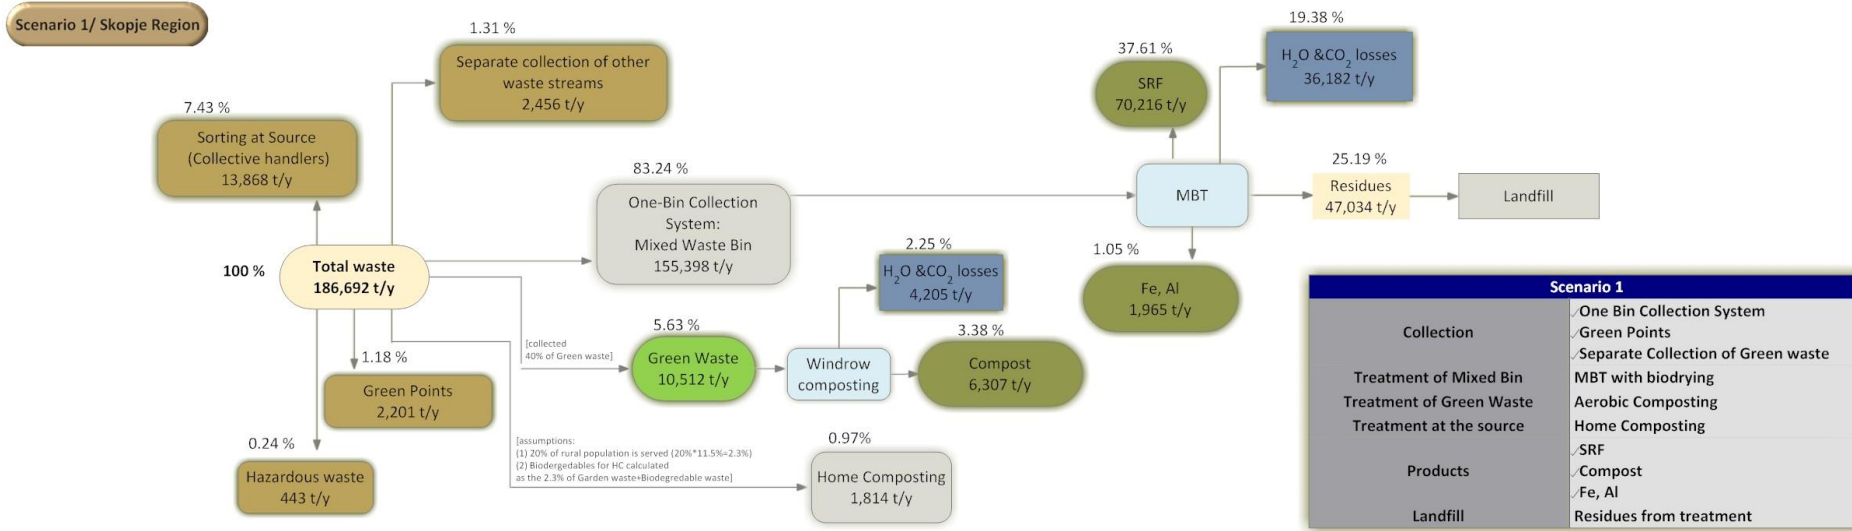 Scenario 1/ Skopje Region
1.31 %
Separate collection of other
waste streams
2,456 t/y
7.43 %
Sorting at Source
(Collective handlers)
13,868 t/y
83.24 %
One-Bin Collection
System:
Mixed Waste Bin
155,398 t/y
100 %
Total waste
186,692 t/y
37.61 %
SRF
70,216 t/y
19.38 %
H2O &CO2 losses
36,182 t/y
MBT
25.19 %
Residues
47,034 t/y
Landfill
1.05 %
Fe, Al
1,965 t/y
2.25 %
H2O &CO2 losses
4,205 t/y
[collected
40% of Green waste]
5.63 %
Green Waste
10,512 t/y
Windrow
composting
3.38 %
Compost
6,307 t/y
1.18 %
Green Points
2,201 t/y
0.24 %
Hazardous waste
443 t/y
[assumptions:
(1) 20% of rural population is served (20%*11.5%=2.3%)
(2) Biodergedables for HC calculated
as the 2.3% of Garden waste+Biodegredable waste]
0.97%
Home Composting
1,814 t/y
Scenario 1
Collection
✓One Bin Collection System
✓Green Points
✓Separate Collection of Green waste
Treatment of Mixed Bin MBT with biodrying
Treatment of Green Waste Aerobic Composting
Treatment at the source Home Composting
Products
✓SRF
✓Compost
✓Fe, Al
Landfill Residues from treatment